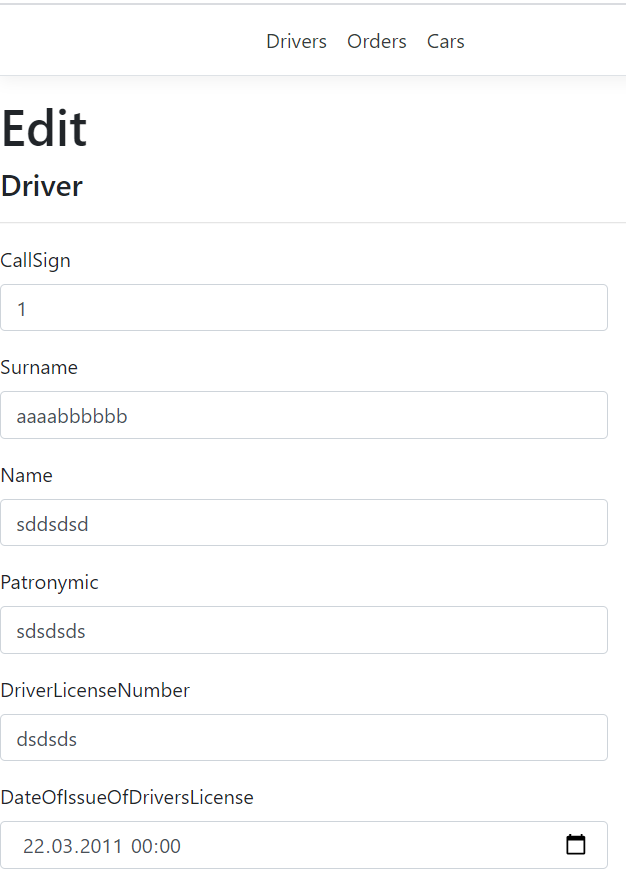 Drivers Orders Cars
Edit
Driver
CallSign
1
Surname
aaaabbbbbb
Name
sddsdsd
Patronymic
sdsdsds
DriverLicenseNumber
dsdsds
DateOfIssueOfDriversLicense
22.03.2011 00:00